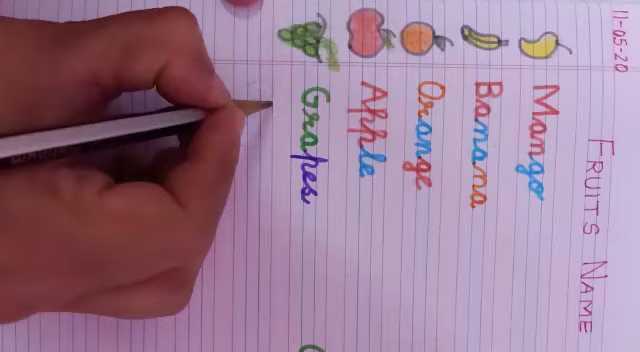 11-05-20
FRUITS NAME
Mango
Banana
Orange
Apple
Grapes